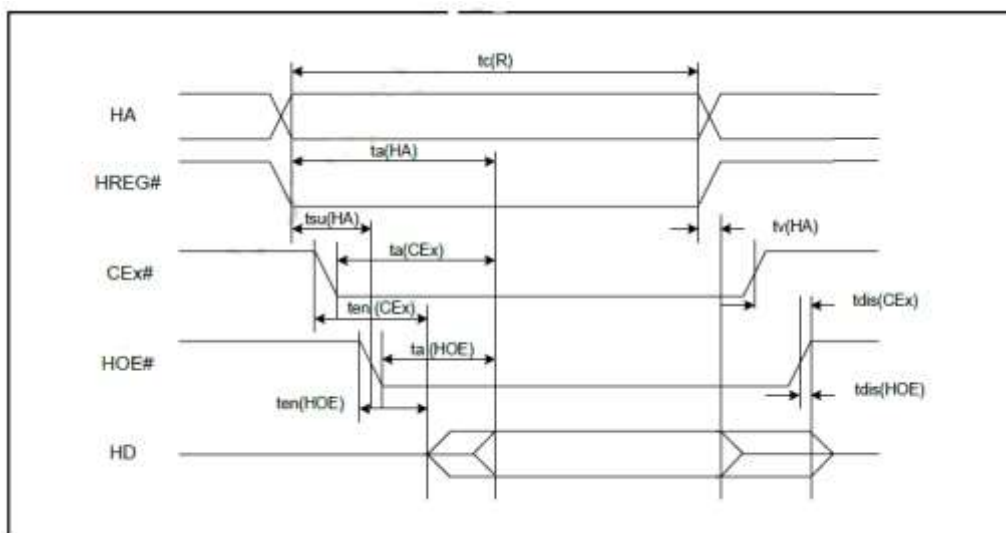 tc(R)
HA
ta(HA)
HREG#
tsu(HA)
tv(HA)
ta(CEx)
CEx#
ten(CEx)
tdis(CEx)
ta(HOE)
HOE#
tdis(HOE)
ten(HOE)
HD